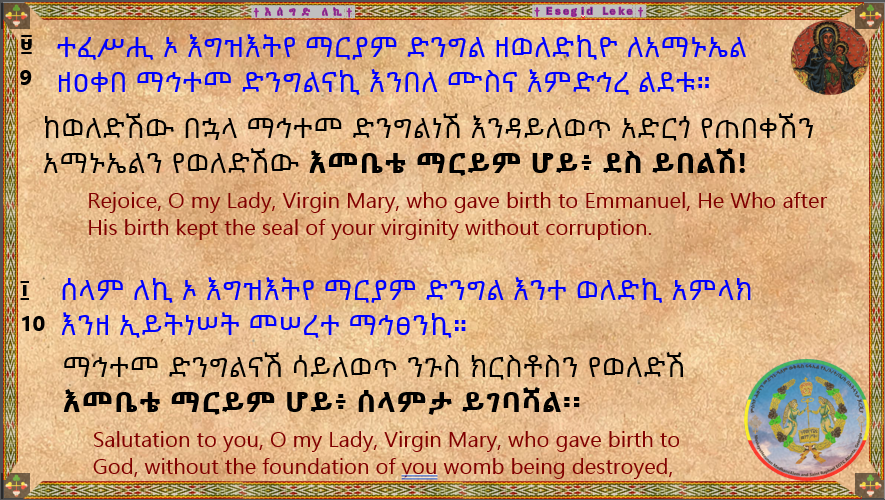 †አሰግድ ለኪ†
† Esegid Leke †
፱ ተፈሥሒ ኦ እግዝእትየ ማርያም ድንግል ዘወለድኪዮ ለአማኑኤል
9 ዘዐቀበ ማኅተመ ድንግልናኪ እንበለ ሙስና እምድኅረ ልደቱ።
ከወለድሽው በኋላ ማኅተመ ድንግልነሽ እንዳይለወጥ አድርጎ የጠበቀሽን
አማኑኤልን የወለድሽው እመቤቴ ማርይም ሆይ፥ ደስ ይበልሽ!
Rejoice, O my Lady, Virgin Mary, who gave birth to Emmanuel, He Who after
His birth kept the seal of your virginity without corruption.
፲ ሰላም ለኪ ኦ እግዝእትየ ማርያም ድንግል እንተ ወለድኪ አምላክ
10 እንዘ ኢይትነሠት መሠረተ ማኅፀንኪ።
ማኅተመ ድንግልናሽ ሳይለወጥ ንጉስ ክርስቶስን የወለድሽ
እመቤቴ ማርይም ሆይ፥ ሰላምታ ይገባሻል።
Salutation to you, O my Lady, Virgin Mary, who gave birth to
God, without the foundation of you womb being destroyed,